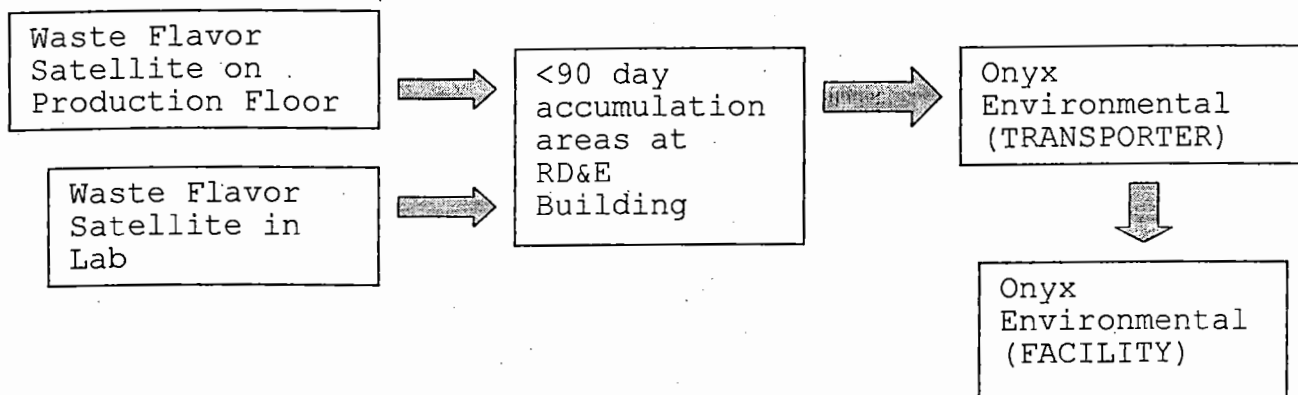 Waste Flavor
Satellite on
Production Floor
Waste Flavor
Satellite in
Lab
<90 day
accumulation
areas at
RD&E
Building
Onyx
Environmental
(TRANSPORTER)
Onyx
Environmental
(FACILITY)